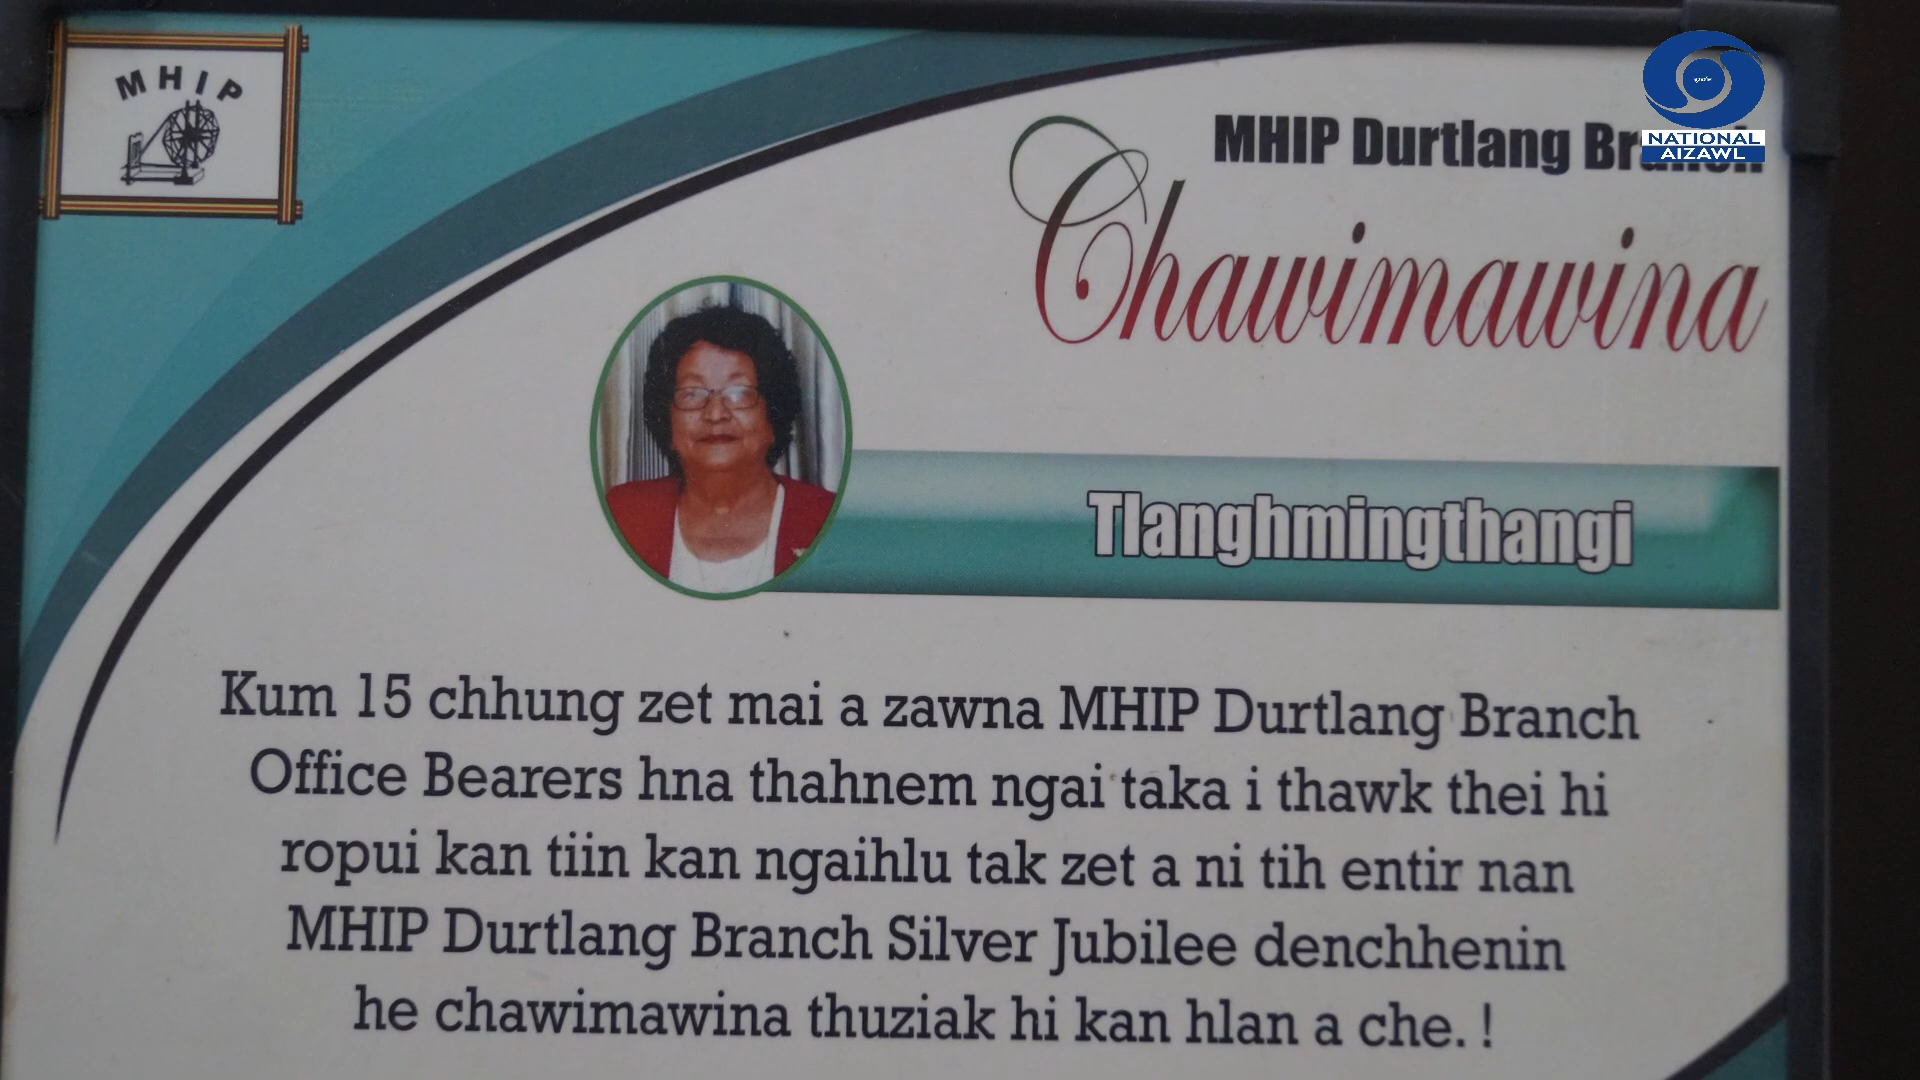 MHIP
MHIP Durtlang Branch
NATIONAL
AIZAWL
Chawimawina
Tlanghmingthangi
Kum 15 chhung zet mai a zawna MHIP Durtlang Branch
Office Bearers hna thahnem ngai taka i thawk thei hi
ropui kan tiin kan ngaihlu tak zet a ni tih entir nan
MHIP Durtlang Branch Silver Jubilee denchhenin
he chawimawina thuziak hi kan hlan a che. !